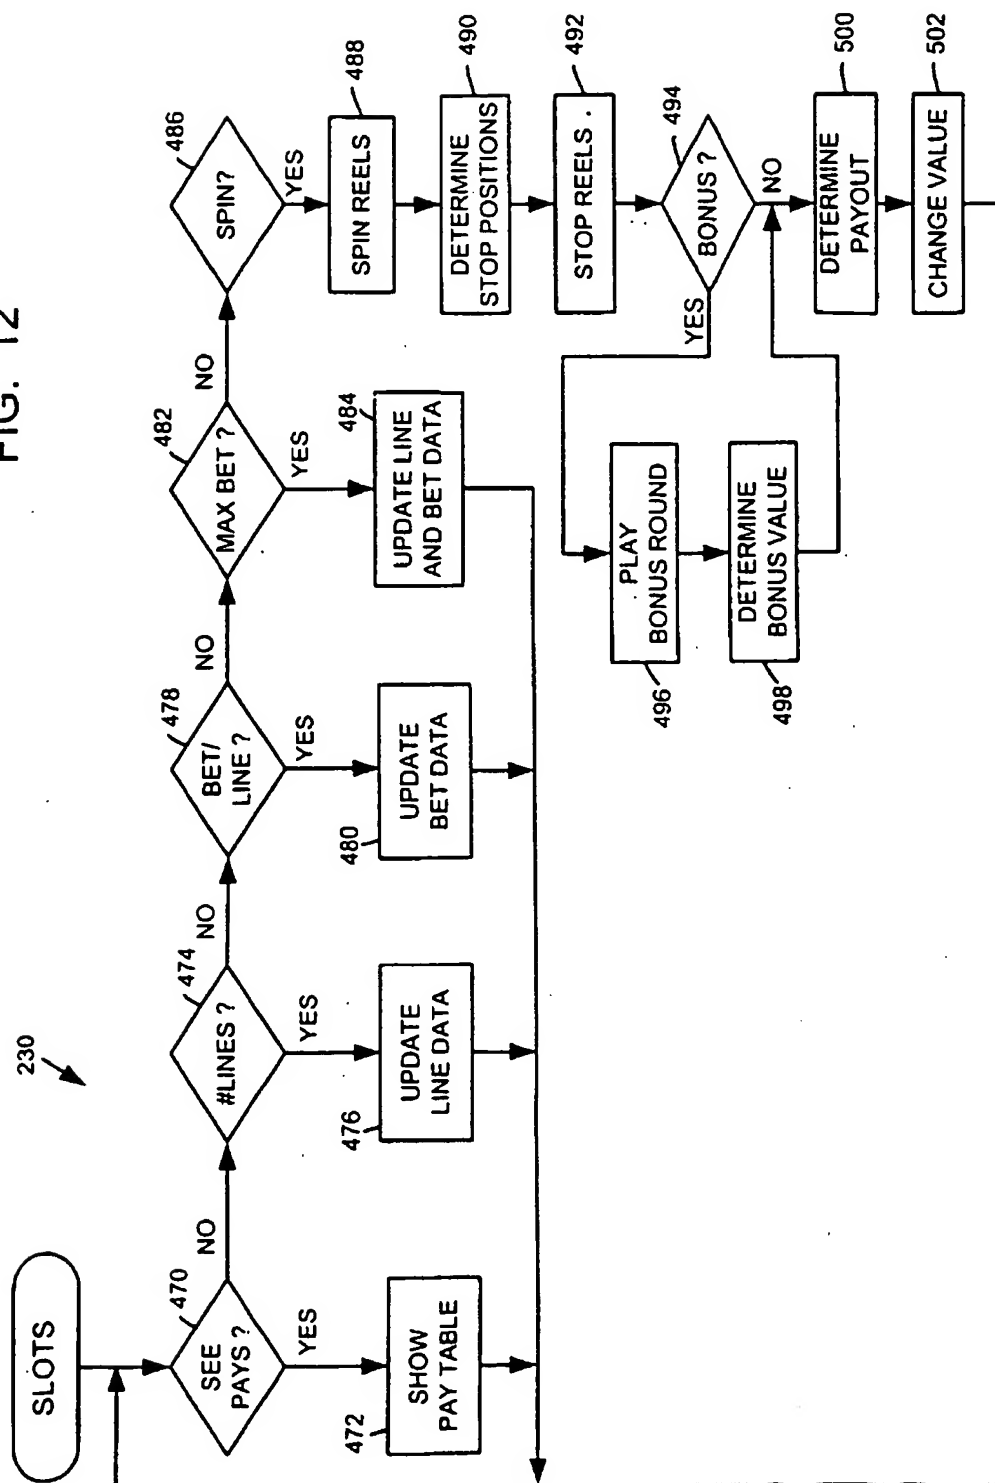 FIG. 12
230
SLOTS
470
SEE
PAYS ?
NO
YES
472
SHOW
PAY TABLE
474
#LINES ?
NO
YES
476
UPDATE
LINE DATA
478
BET/
LINE ?
NO
YES
480
UPDATE
BET DATA
482
MAX BET ?
NO
YES
484
UPDATE LINE
AND BET DATA
486
SPIN?
YES
488
SPIN REELS
490
DETERMINE
STOP POSITIONS
492
STOP REELS .
494
BONUS ?
YES
NO
496
PLAY
BONUS ROUND
498
DETERMINE
BONUS VALUE
500
DETERMINE
PAYOUT
502
CHANGE VALUE